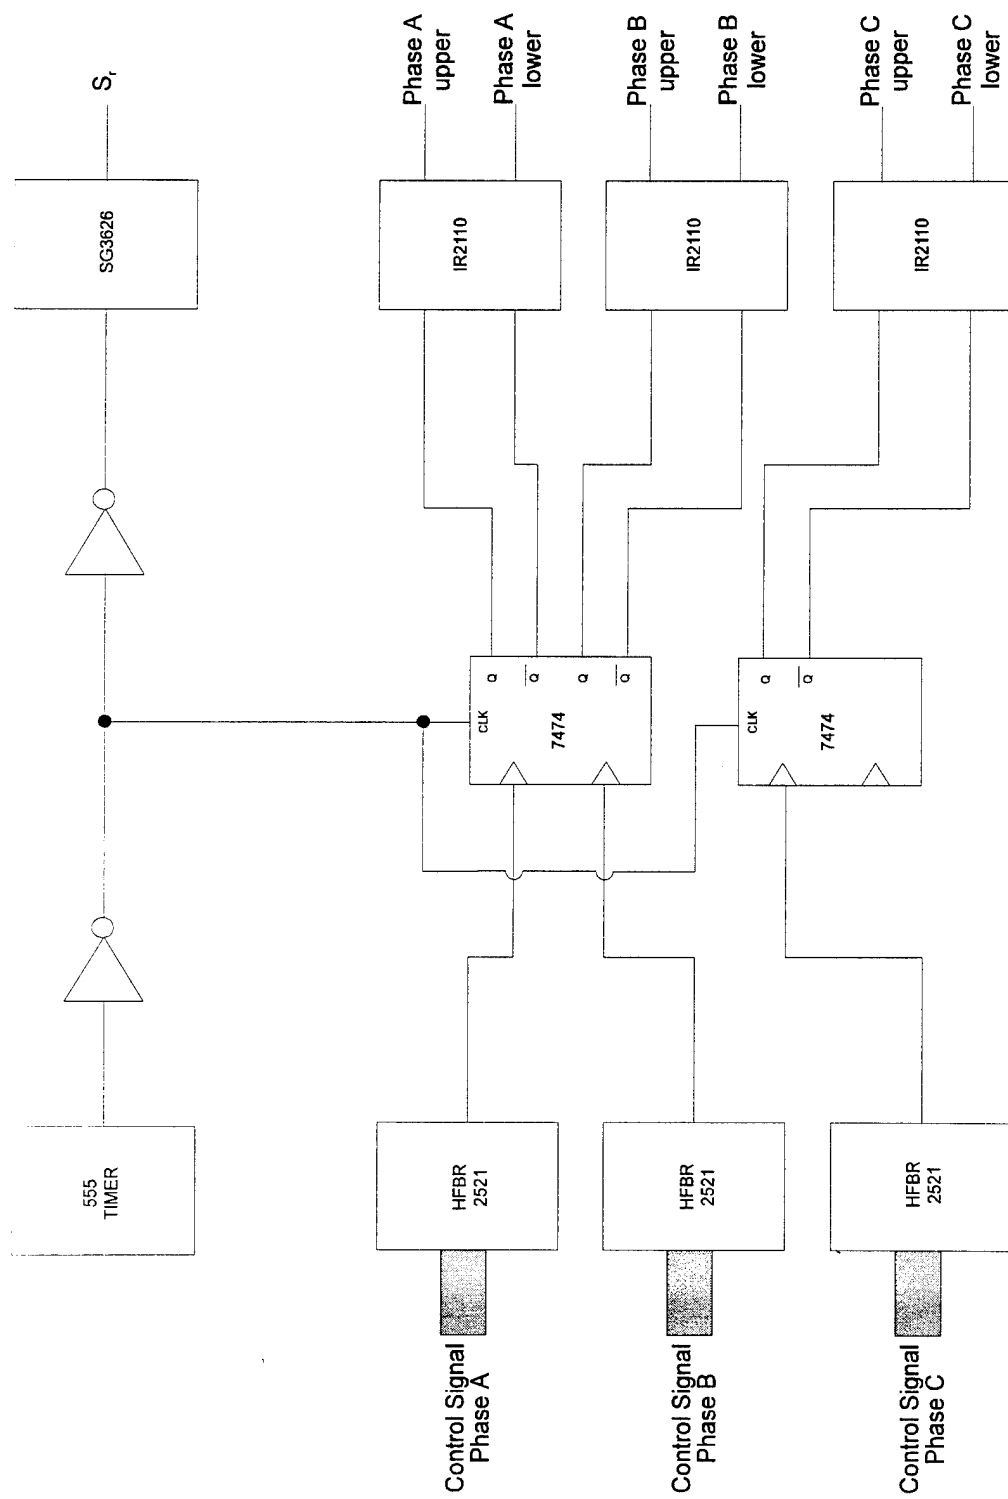 555
TIMER
SG3626
Sr
Control Signal
Phase A
HFBR
2521
CLK
7474
Q
Q
Q
Q
IR2110
Phase A
upper
Phase A
lower
Control Signal
Phase B
HFBR
2521
IR2110
Phase B
upper
Phase B
lower
Control Signal
Phase C
HFBR
2521
CLK
7474
Q
Q
IR2110
Phase C
upper
Phase C
lower